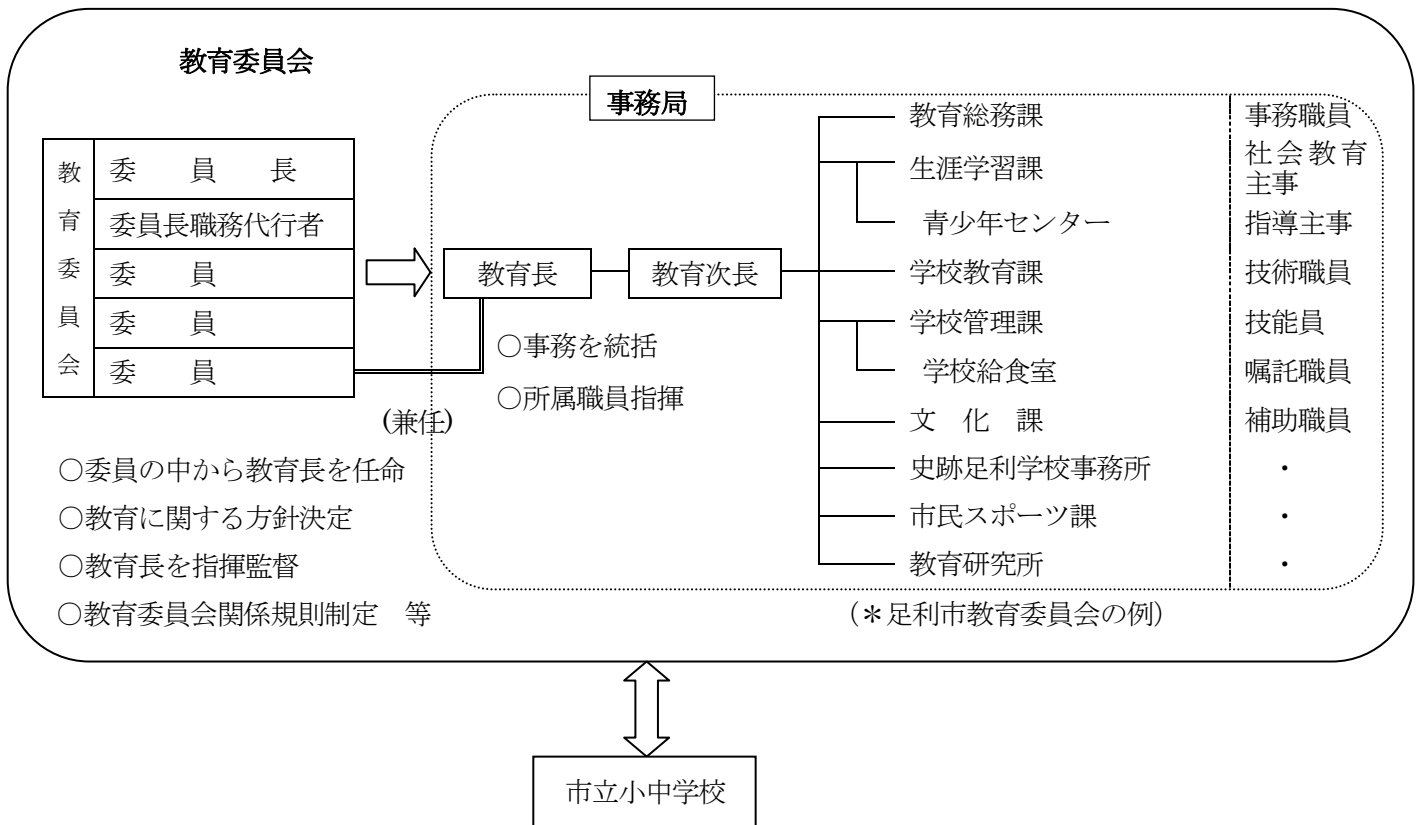 教育委員会
教育委員会
委　員　長
委員長職務代行者
委　　員
委　　員
委　　員
(兼任)
○委員の中から教育長を任命
○教育に関する方針決定
○教育長を指揮監督
○教育委員会関係規則制定　等
事務局
教育長
教育次長
○事務を統括
○所属職員指揮
教育総務課
生涯学習課
青少年センター
学校教育課
学校管理課
学校給食室
文　化　課
史跡足利学校事務所
市民スポーツ課
教育研究所
事務職員
社会教育
主事
指導主事
技術職員
技能員
嘱託職員
補助職員
・
・
・
（＊足利市教育委員会の例）
市立小中学校